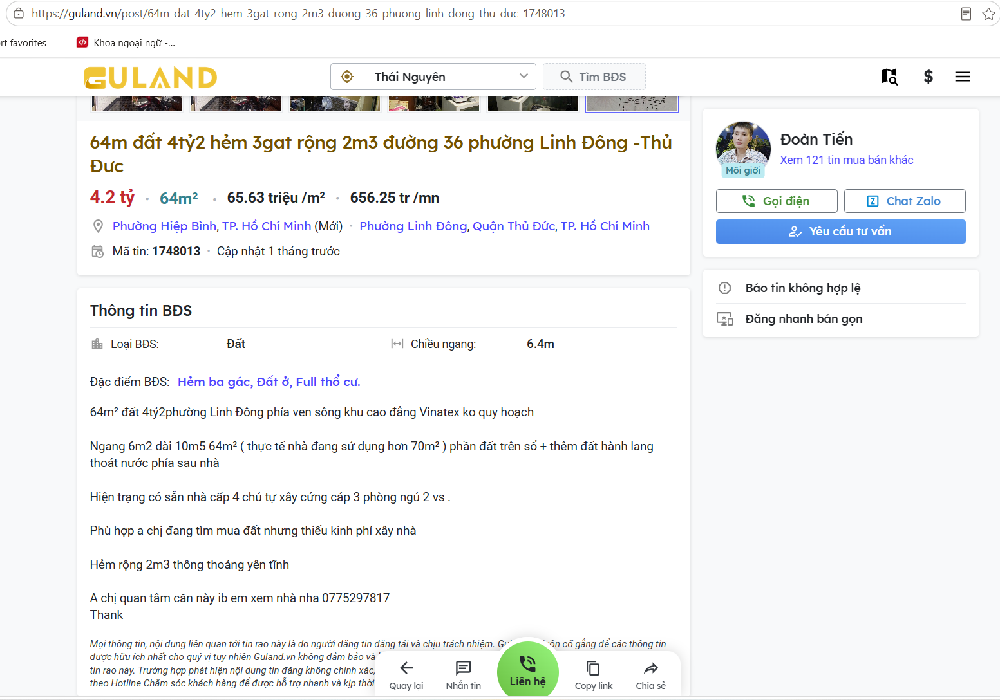 https://guland.vn/post/64m-dat-4ty2-hem-3gat-rong-2m3-duong-36-phuong-linh-dong-thu-duc-1748013
rt favorites
Khoa ngoại ngữ -...
GULAND
Thái Nguyên
Tìm BĐS
64m đất 4tỷ2 hẻm 3gat rộng 2m3 đường 36 phường Linh Đông -Thủ
Đưc
4.2 tỷ · 64m² · 65.63 triệu /m² · 656.25 tr /mn
Phường Hiệp Bình, TP. Hồ Chí Minh (Mới) · Phường Linh Đông, Quận Thủ Đức, TP. Hồ Chí Minh
Mã tin: 1748013 · Cập nhật 1 tháng trước
Thông tin BĐS
Loại BĐS: Đất
Chiều ngang: 6.4m
Đặc điểm BĐS: Hẻm ba gác, Đất ở, Full thổ cư.
64m² đất 4tỷ2phường Linh Đông phía ven sông khu cao đẳng Vinatex ko quy hoạch
Ngang 6m2 dài 10m5 64m² ( thực tế nhà đang sử dụng hơn 70m² ) phần đất trên sổ + thêm đất hành lang
thoát nước phía sau nhà
Hiện trạng có sẵn nhà cấp 4 chủ tự xây cứng cáp 3 phòng ngủ 2 vs .
Phù hợp a chị đang tìm mua đất nhưng thiếu kinh phí xây nhà
Hẻm rộng 2m3 thông thoáng yên tĩnh
A chị quan tâm căn này ib em xem nhà nha 0775297817
Thank
Mọi thông tin, nội dung liên quan tới tin rao này là do người đăng tin đăng tải và chịu trách nhiệm. cố gắng để các thông tin
được hữu ích nhất cho quý vị tuy nhiên Guland.vn không đảm bảo và
tin rao này. Trường hợp phát hiện nội dung tin đăng không chính xác,
theo Hotline Chăm sóc khách hàng để được hỗ trợ nhanh và kịp thời
Quay lại
Nhắn tin
Liên hệ
Copy link
Chia sẻ
Đoàn Tiến
Xem 121 tin mua bán khác
Môi giới
Gọi điện
Chat Zalo
Yêu cầu tư vấn
Báo tin không hợp lệ
Đăng nhanh bán gọn